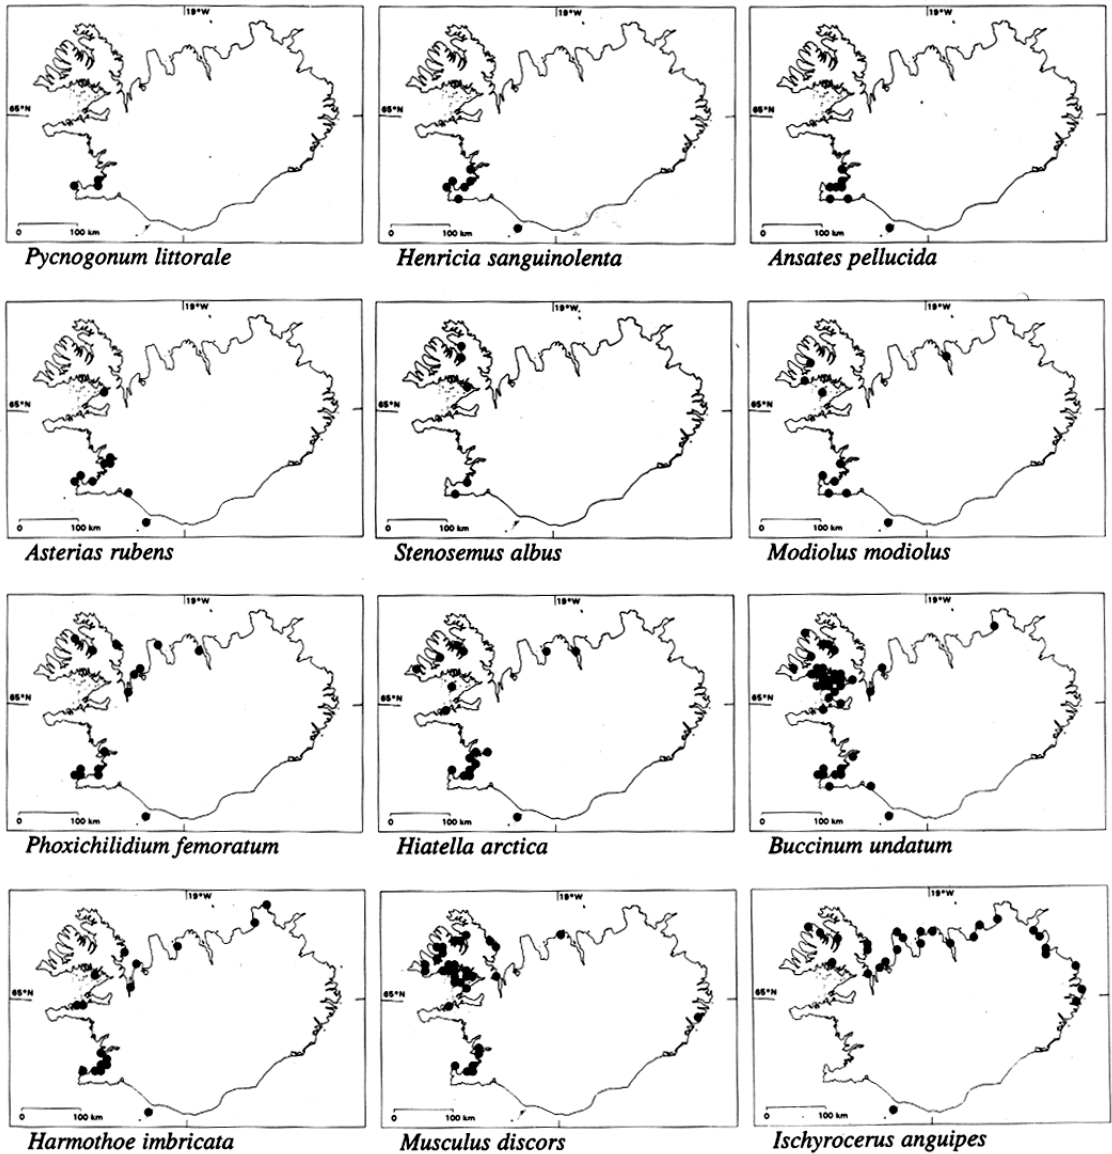 19°W 19°W 19°W
65°N 65°N 65°N
0 100 km 0 100 km 0 100 km
Pycnogonum littorale Henricia sanguinolenta Ansates pellucida
19°W 19°W 19°W
65°N 65°N 65°N
0 100 km 0 100 km 0 100 km
Asterias rubens Stenosemus albus Modiolus modiolus
19°W 19°W 19°W
65°N 65°N 65°N
0 100 km 0 100 km 0 100 km
Phoxichilidium femoratum Hiatella arctica Buccinum undatum
19°W 19°W 19°W
65°N 65°N 65°N
0 100 km 0 100 km 0 100 km
Harmothoe imbricata Musculus discors Ischyrocerus anguipes